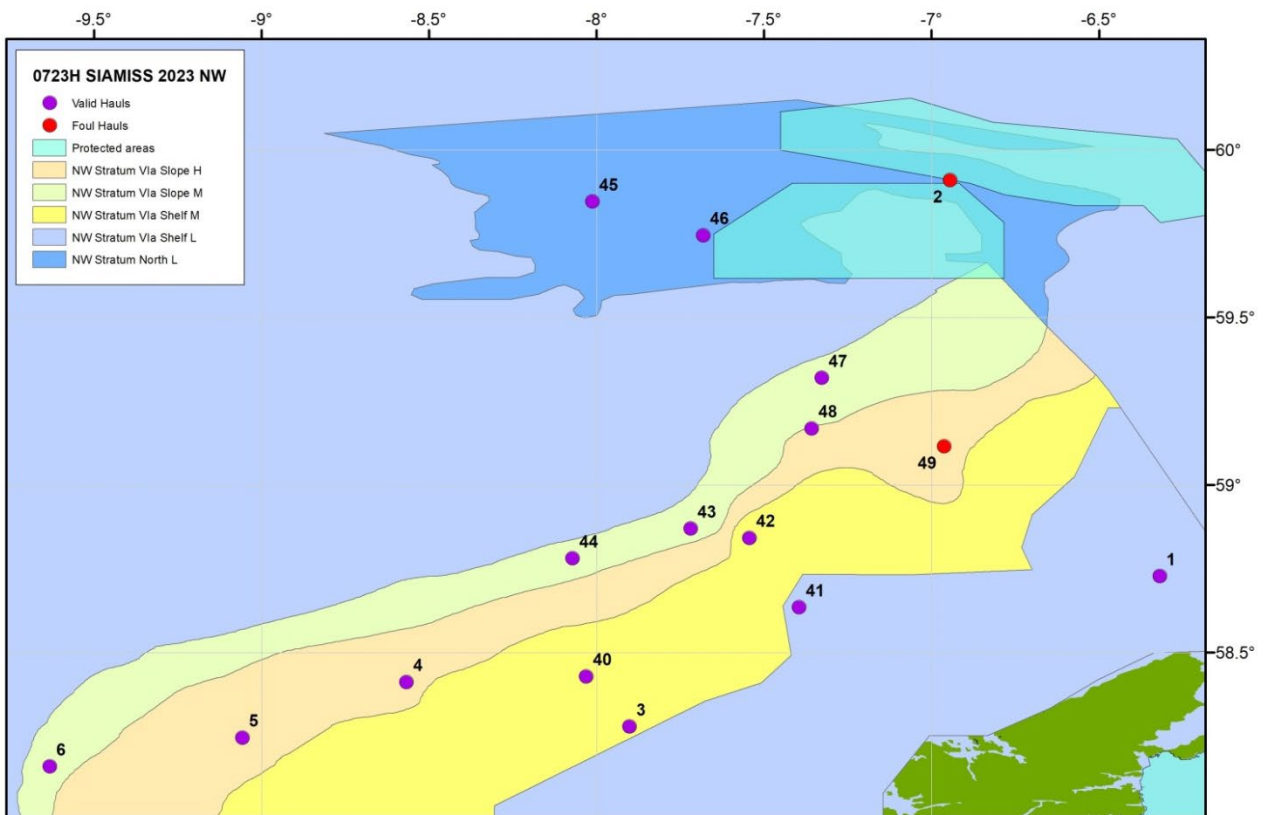 -9.5° -9° -8.5° -8° -7.5° -7° -6.5°
0723H SIAMISS 2023 NW
Valid Hauls
Foul Hauls
Protected areas
NW Stratum VIa Slope H
NW Stratum VIa Slope M
NW Stratum VIa Shelf M
NW Stratum VIa Shelf L
NW Stratum North L
60°
45
2
46
59.5°
47
48
49
59°
43
42
44
1
41
58.5°
4
40
3
5
6